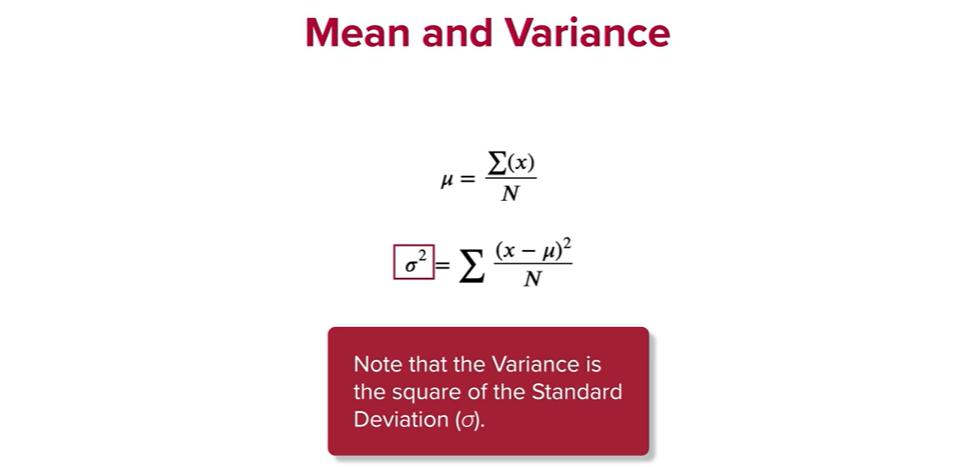 Mean and Variance
μ = Σ(x) / N
σ² = Σ (x − μ)² / N
Note that the Variance is
the square of the Standard
Deviation (σ).